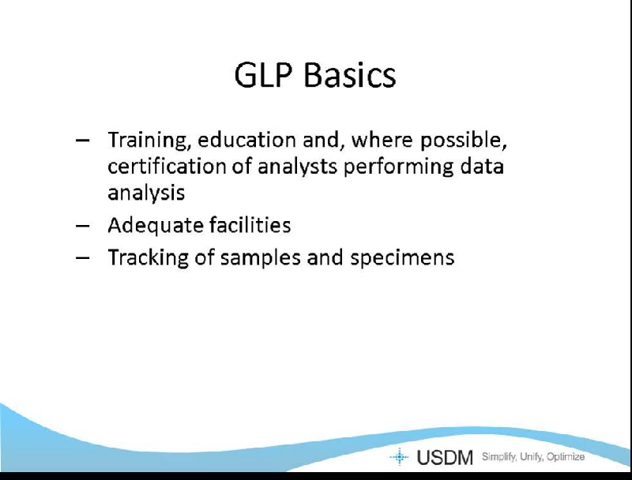 GLP Basics
– Training, education and, where possible,
certification of analysts performing data
analysis
– Adequate facilities
– Tracking of samples and specimens
USDM Simplify, Unify, Optimize